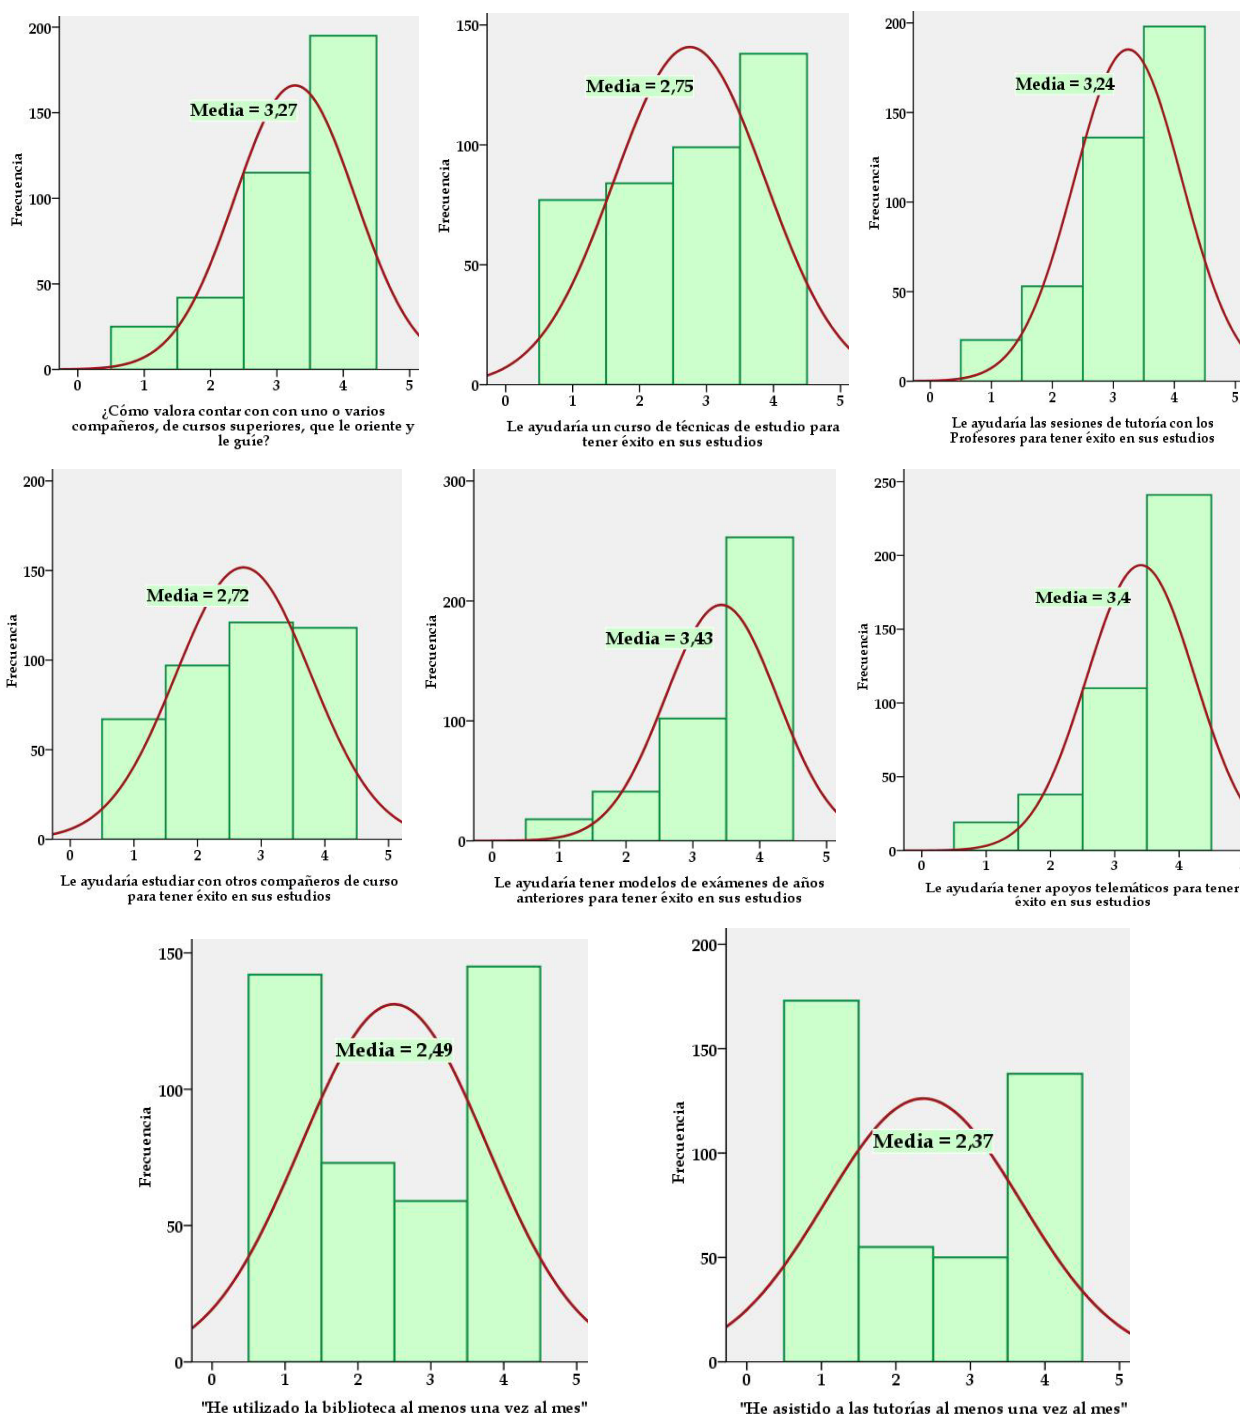 200
150
100
50
0
Frecuencia
Media = 3,27
0 1 2 3 4 5
¿Cómo valora contar con con uno o varios
compañeros, de cursos superiores, que le oriente y
le guíe?
150
100
50
0
Frecuencia
Media = 2,75
0 1 2 3 4 5
Le ayudaría un curso de técnicas de estudio para
tener éxito en sus estudios
200
150
100
50
0
Frecuencia
Media = 3,24
0 1 2 3 4 5
Le ayudaría las sesiones de tutoría con los
Profesores para tener éxito en sus estudios
200
150
100
50
0
Frecuencia
Media = 2,72
0 1 2 3 4 5
Le ayudaría estudiar con otros compañeros de curso
para tener éxito en sus estudios
300
200
100
0
Frecuencia
Media = 3,43
0 1 2 3 4 5
Le ayudaría tener modelos de exámenes de años
anteriores para tener éxito en sus estudios
250
200
150
100
50
0
Frecuencia
Media = 3,4
0 1 2 3 4
Le ayudaría tener apoyos telemáticos para tener
éxito en sus estudios
150
100
50
0
Frecuencia
Media = 2,49
0 1 2 3 4 5
"He utilizado la biblioteca al menos una vez al mes"
200
150
100
50
0
Frecuencia
Media = 2,37
0 1 2 3 4 5
"He asistido a las tutorías al menos una vez al mes"